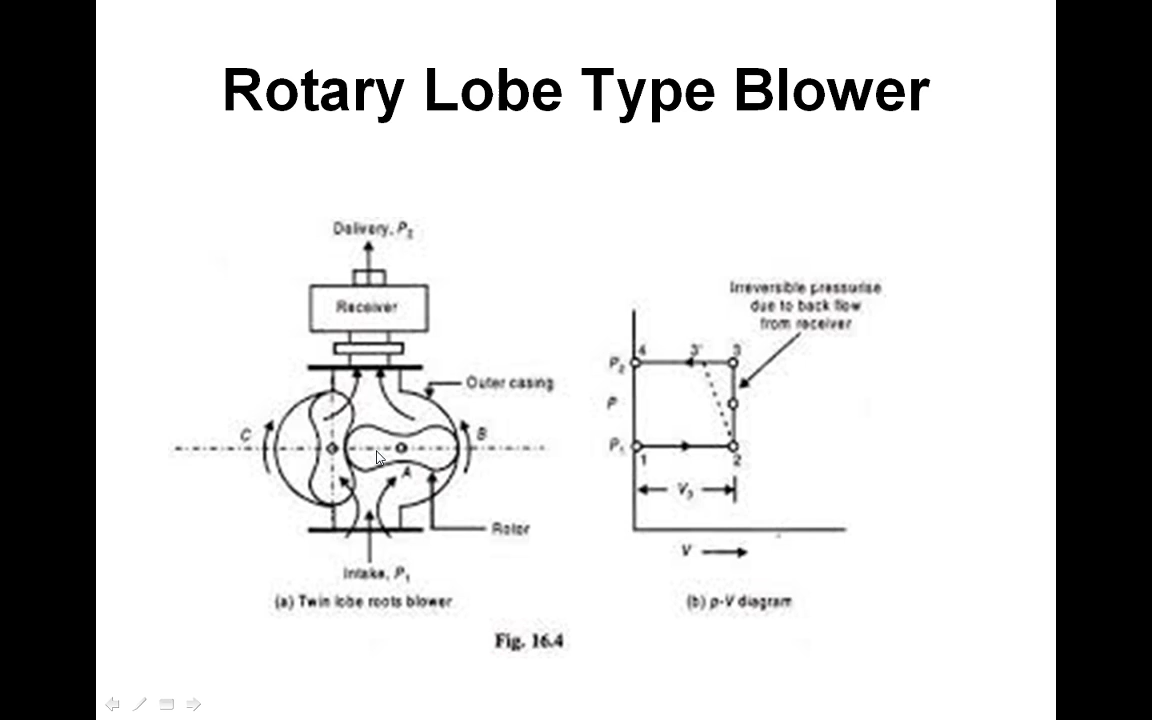 Rotary Lobe Type Blower
Delivery, P2
Receiver
Outer casing
C
B
A
Rotor
Intake, P1
(a) Twin lobe roots blower
Irreversible pressurise
due to back flow
from receiver
4
3'
3
P2
P
P1
1
2
V
(b) p-V diagram
Fig. 16.4